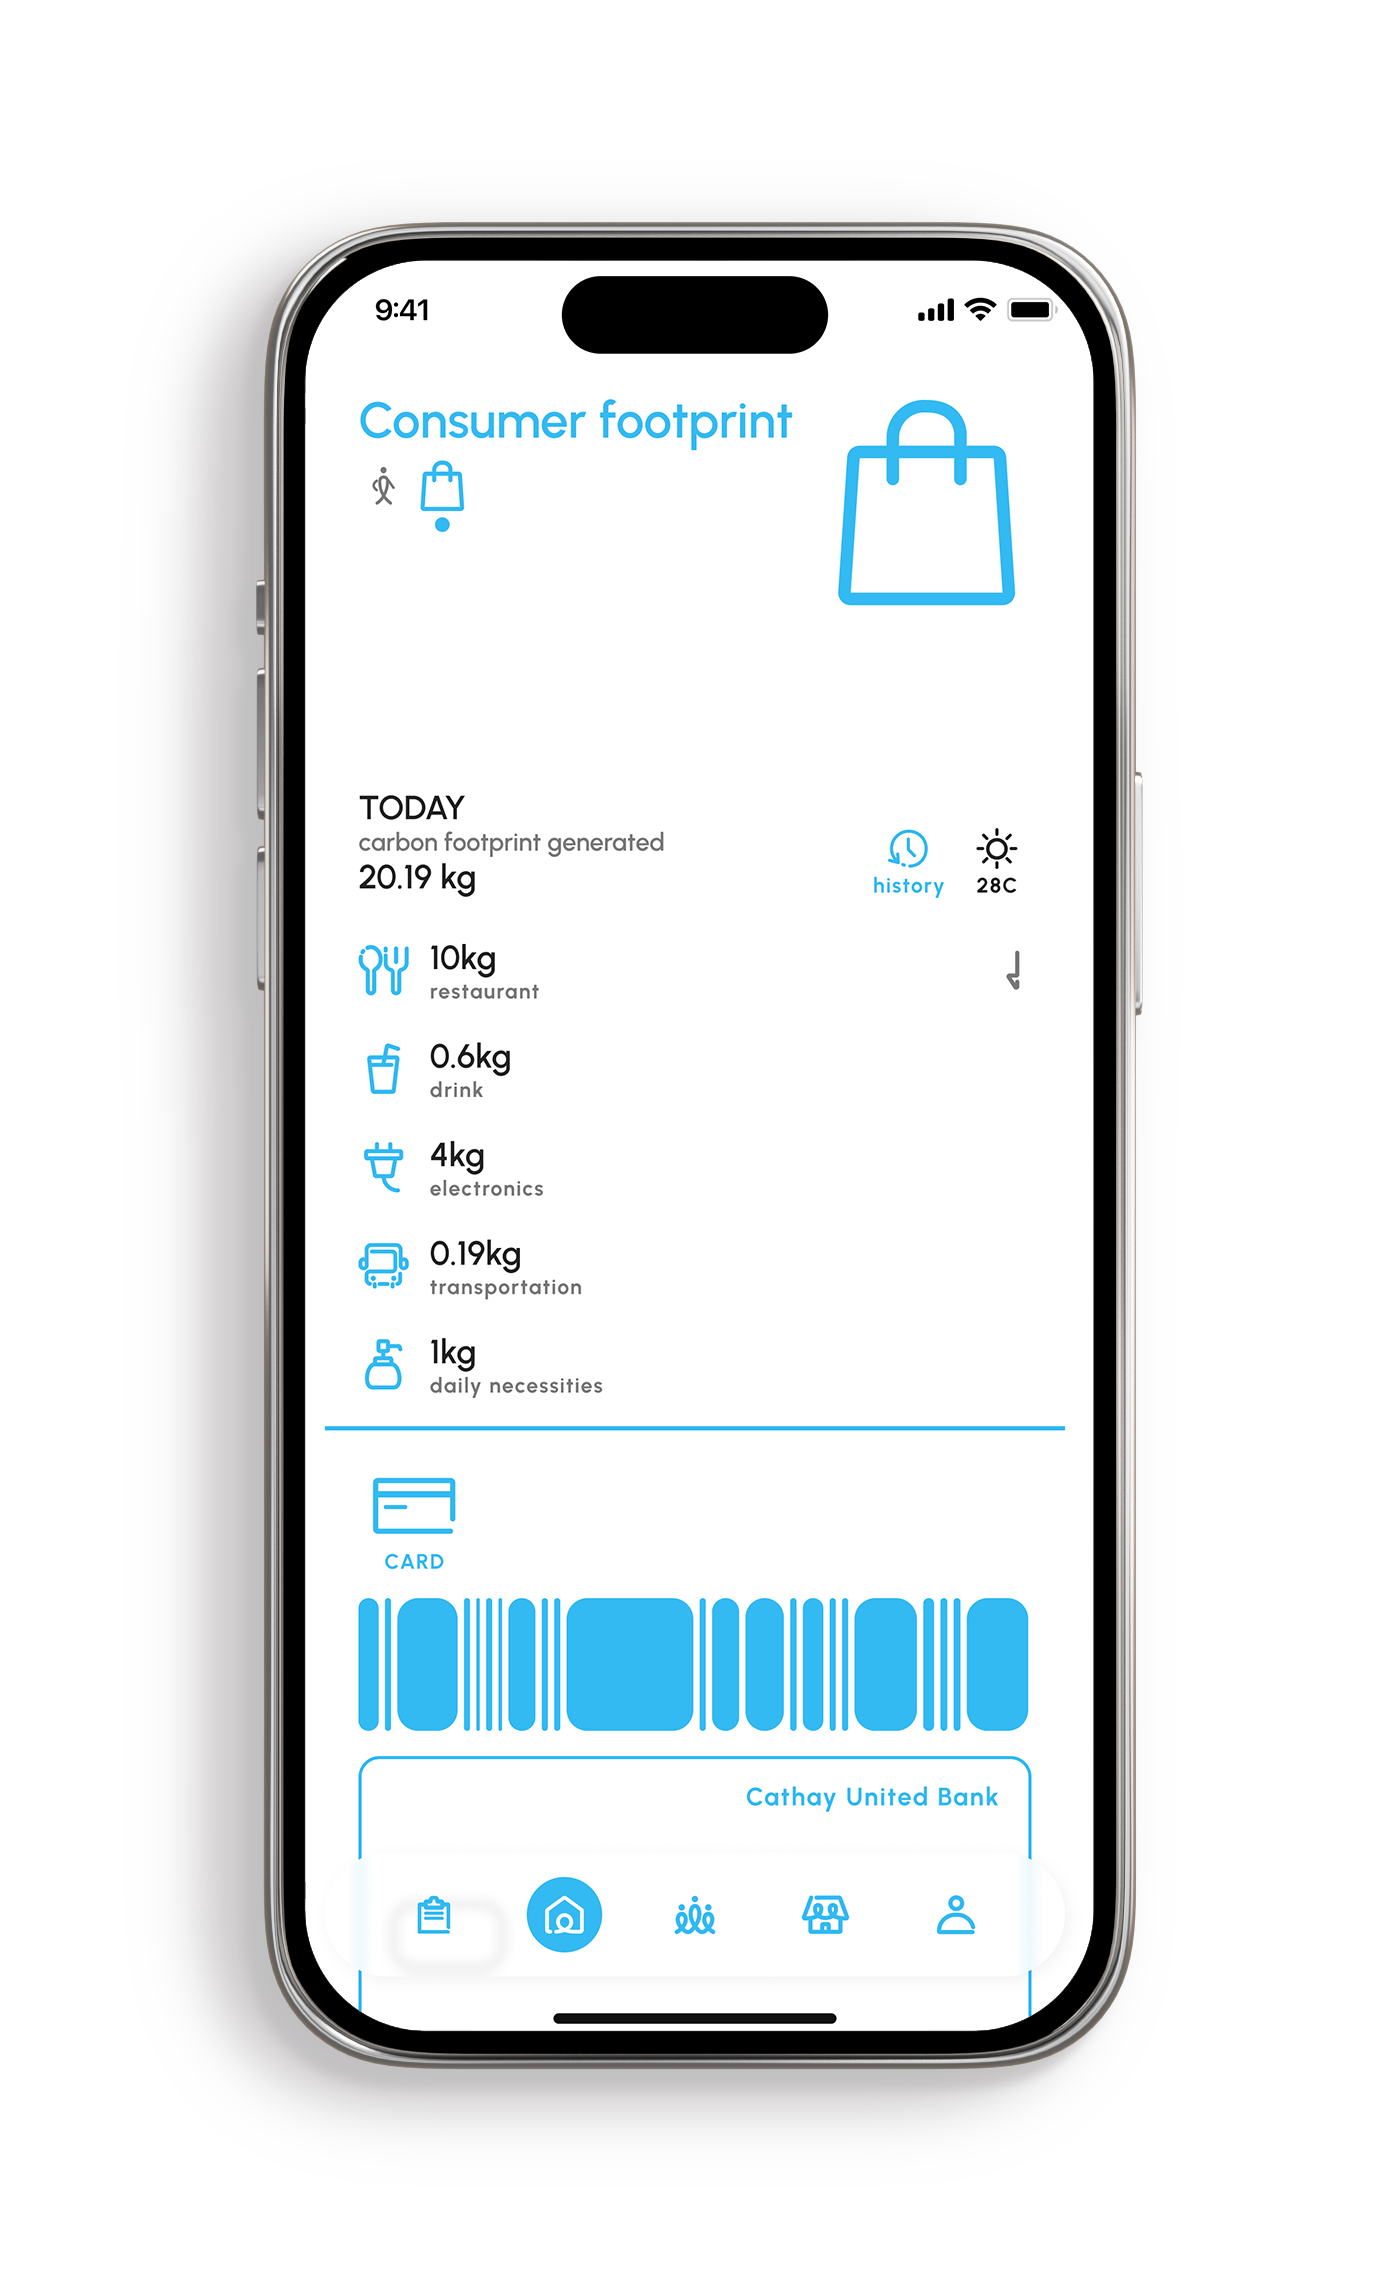 9:41
Consumer footprint
TODAY
carbon footprint generated
20.19 kg
history
28C
10kg
restaurant
0.6kg
drink
4kg
electronics
0.19kg
transportation
1kg
daily necessities
CARD
Cathay United Bank